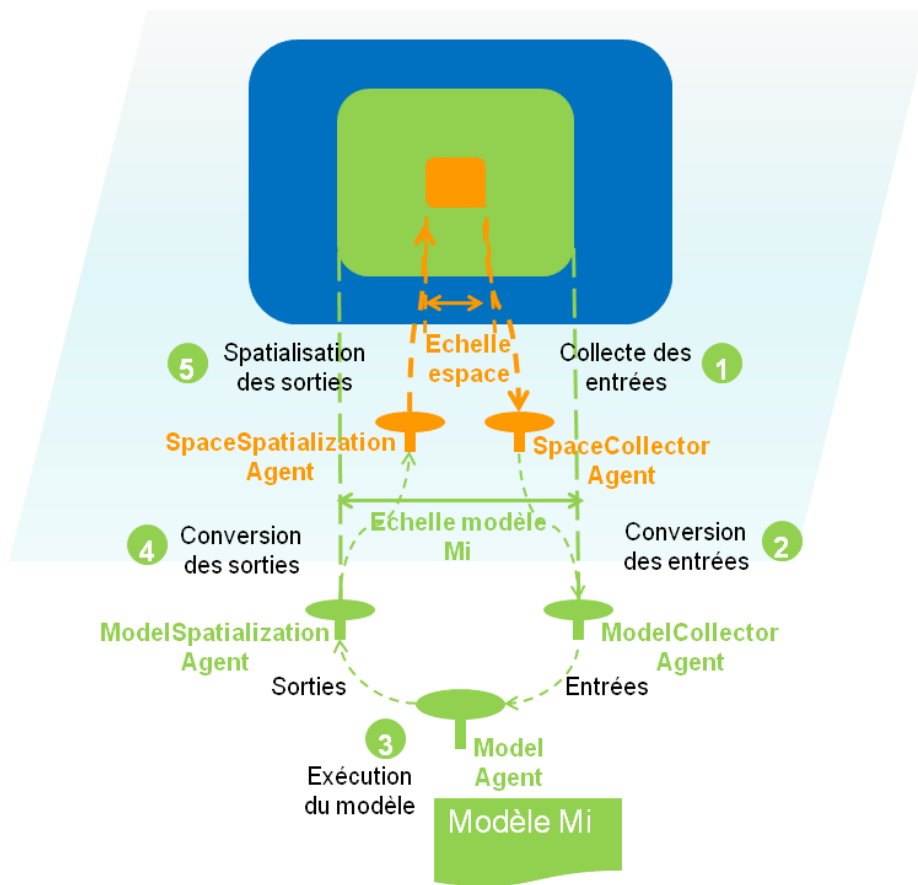 5
Spatialisation
des sorties
Echelle
espace
Collecte des
entrées
1
SpaceSpatialization
Agent
SpaceCollector
Agent
4
Conversion
des sorties
Echelle modèle
Mi
Conversion
des entrées
2
ModelSpatialization
Agent
ModelCollector
Agent
Sorties
Entrées
3
Exécution
du modèle
Model
Agent
Modèle Mi